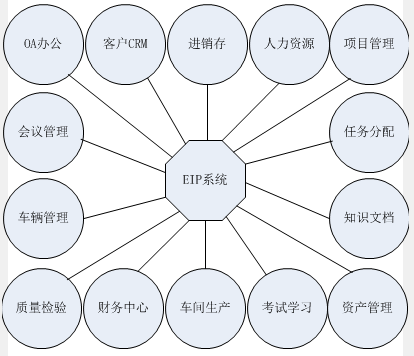 OA办公
客户CRM
进销存
人力资源
项目管理
会议管理
任务分配
EIP系统
车辆管理
知识文档
质量检验
财务中心
车间生产
考试学习
资产管理